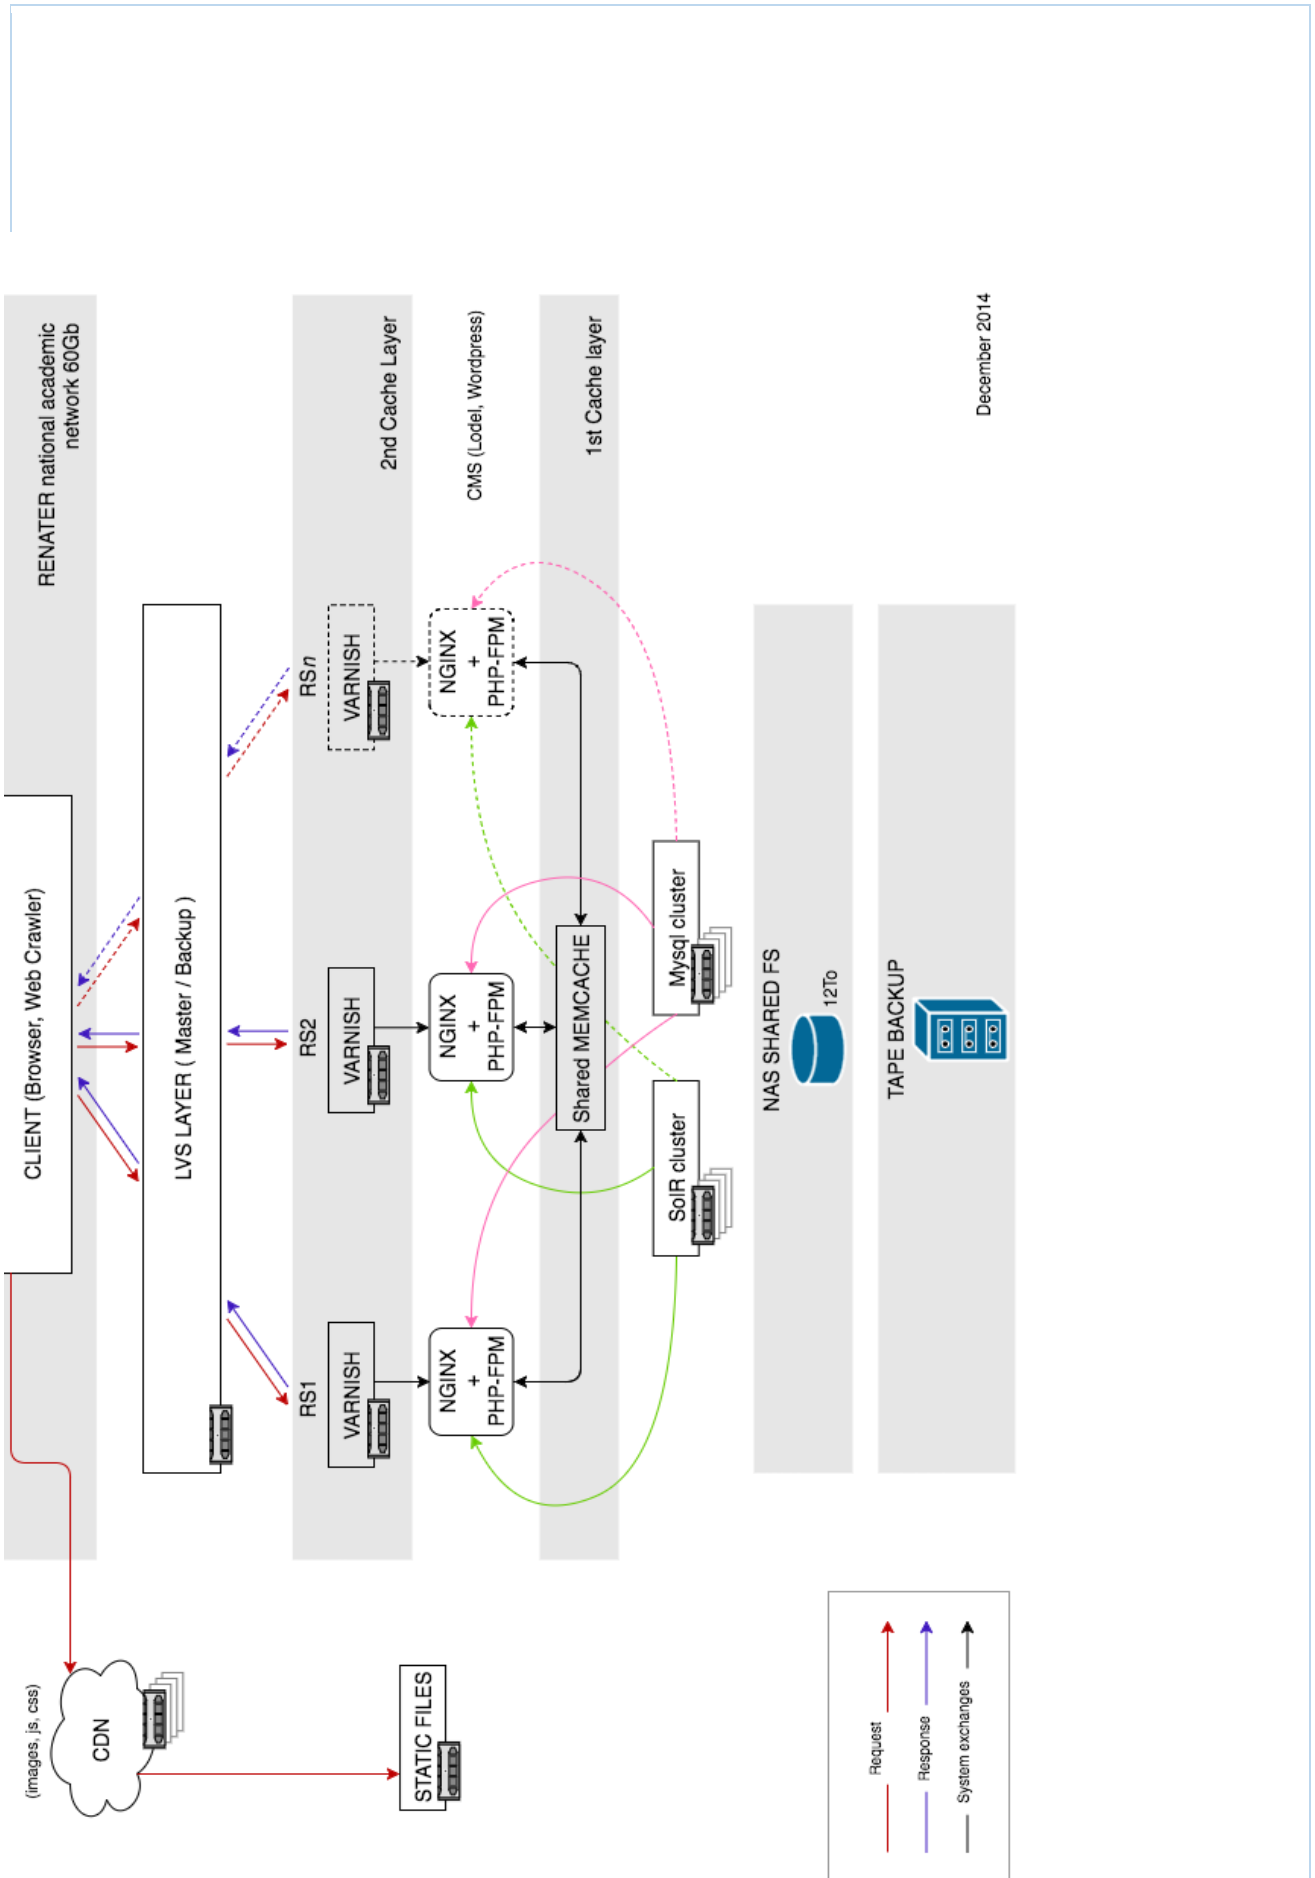 (images, js, css)
CDN
STATIC FILES
CLIENT (Browser, Web Crawler)
RENATER national academic
network 60Gb
LVS LAYER ( Master / Backup )
RS1
RS2
RSn
VARNISH
VARNISH
VARNISH
2nd Cache Layer
NGINX
+
PHP-FPM
NGINX
+
PHP-FPM
NGINX
+
PHP-FPM
CMS (Lodel, Wordpress)
Shared MEMCACHE
1st Cache layer
SolR cluster
Mysql cluster
NAS SHARED FS
12To
TAPE BACKUP
Request
Response
System exchanges
December 2014